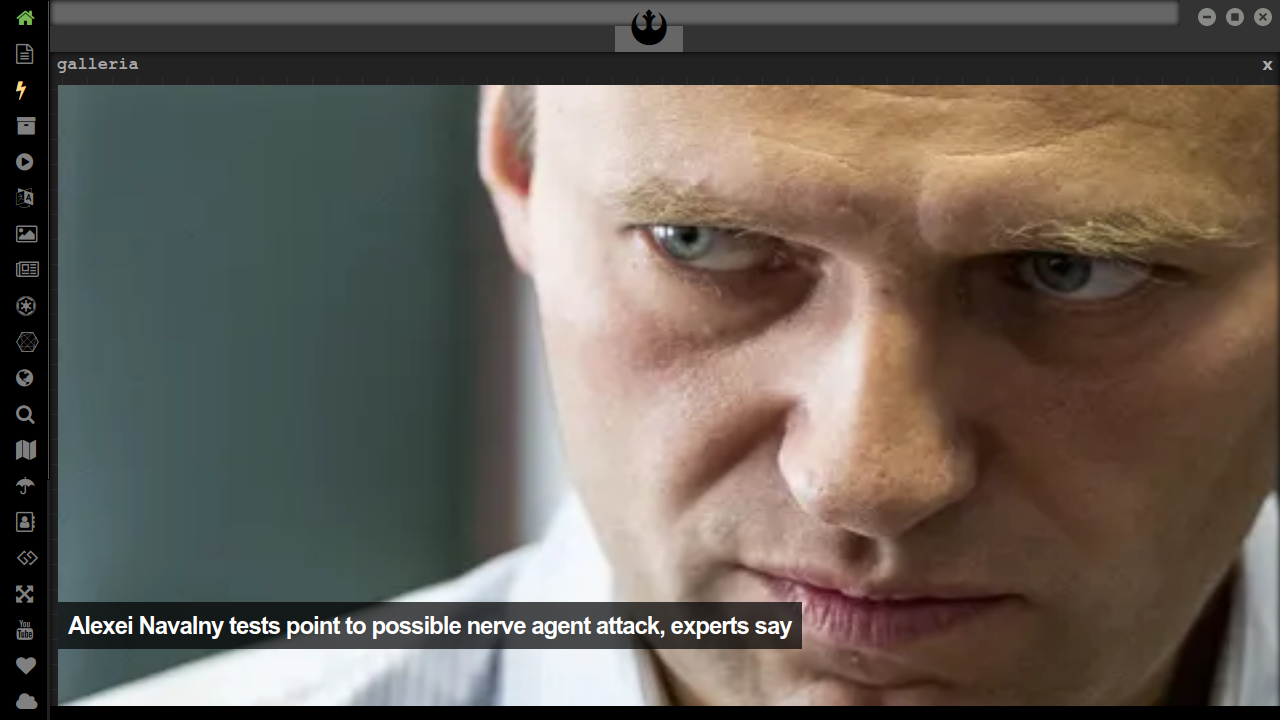 galleria
x
Alexei Navalny tests point to possible nerve agent attack, experts say
You
Tube